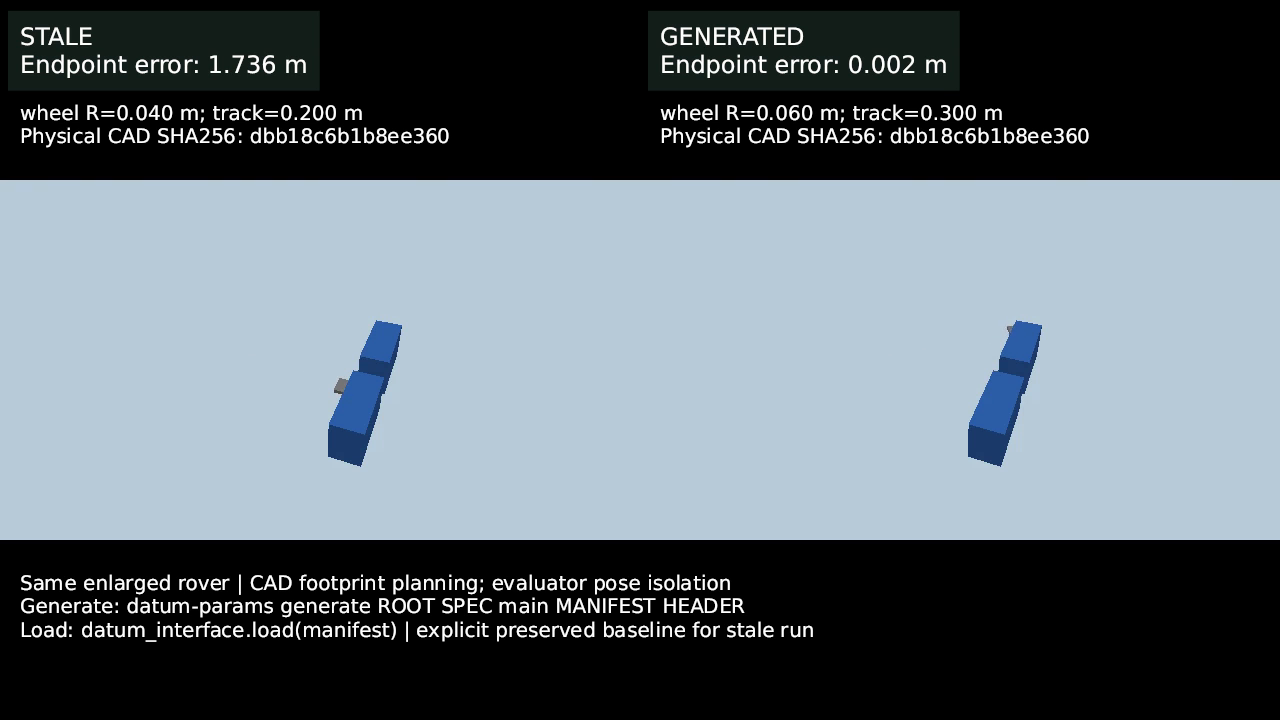 STALE
Endpoint error: 1.736 m
wheel R=0.040 m; track=0.200 m
Physical CAD SHA256: dbb18c6b1b8ee360
GENERATED
Endpoint error: 0.002 m
wheel R=0.060 m; track=0.300 m
Physical CAD SHA256: dbb18c6b1b8ee360
Same enlarged rover | CAD footprint planning; evaluator pose isolation
Generate: datum-params generate ROOT SPEC main MANIFEST HEADER
Load: datum_interface.load(manifest) | explicit preserved baseline for stale run